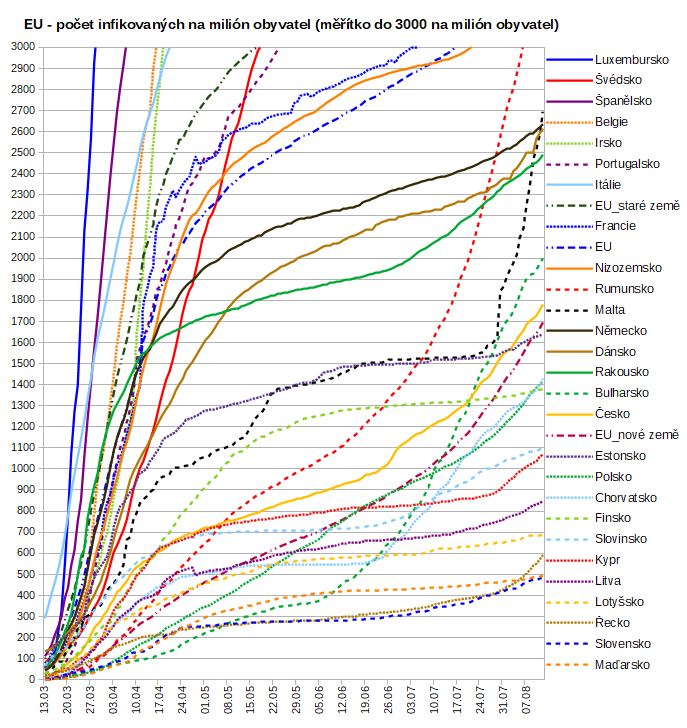 EU - počet infikovaných na milión obyvatel (měřítko do 3000 na milión obyvatel)
3000
2900
2800
2700
2600
2500
2400
2300
2200
2100
2000
1900
1800
1700
1600
1500
1400
1300
1200
1100
1000
900
800
700
600
500
400
300
200
100
0
13.03
20.03
27.03
03.04
10.04
17.04
24.04
01.05
08.05
15.05
22.05
29.05
05.06
12.06
19.06
26.06
03.07
10.07
17.07
24.07
31.07
07.08
Luxembursko
Švédsko
Španělsko
Belgie
Irsko
Portugalsko
Itálie
EU_staré země
Francie
EU
Nizozemsko
Rumunsko
Malta
Německo
Dánsko
Rakousko
Bulharsko
Česko
EU_nové země
Estonsko
Polsko
Chorvatsko
Finsko
Slovinsko
Kypr
Litva
Lotyšsko
Řecko
Slovensko
Maďarsko